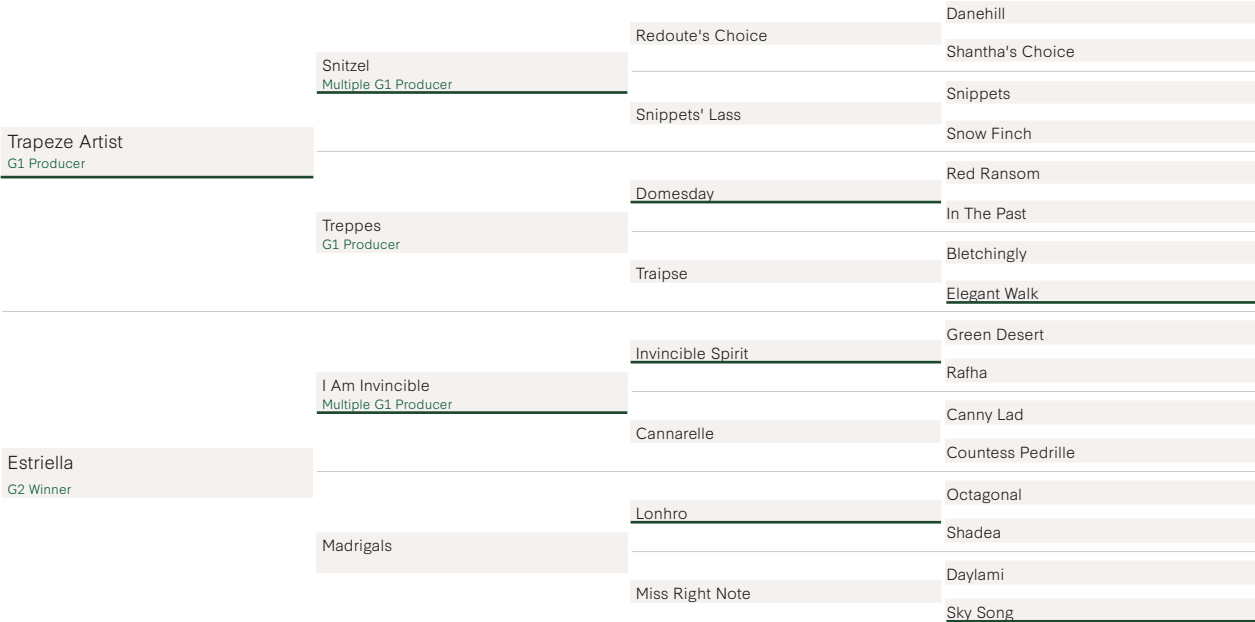 Trapeze Artist
G1 Producer
Estriella
G2 Winner
Snitzel
Multiple G1 Producer
Treppes
G1 Producer
I Am Invincible
Multiple G1 Producer
Madrigals
Redoute's Choice
Snippets' Lass
Domesday
Traipse
Invincible Spirit
Cannarelle
Lonhro
Miss Right Note
Danehill
Shantha's Choice
Snippets
Snow Finch
Red Ransom
In The Past
Bletchingly
Elegant Walk
Green Desert
Rafha
Canny Lad
Countess Pedrille
Octagonal
Shadea
Daylami
Sky Song